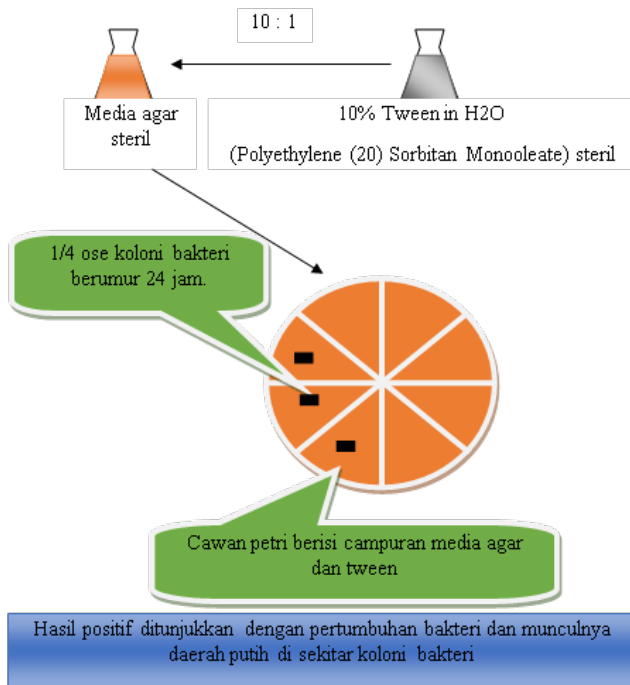 10 : 1
Media agar
steril
10% Tween in H2O
(Polyethylene (20) Sorbitan Monooleate) steril
1/4 ose koloni bakteri
berumur 24 jam.
Cawan petri berisi campuran media agar
dan tween
Hasil positif ditunjukkan dengan pertumbuhan bakteri dan munculnya
daerah putih di sekitar koloni bakteri